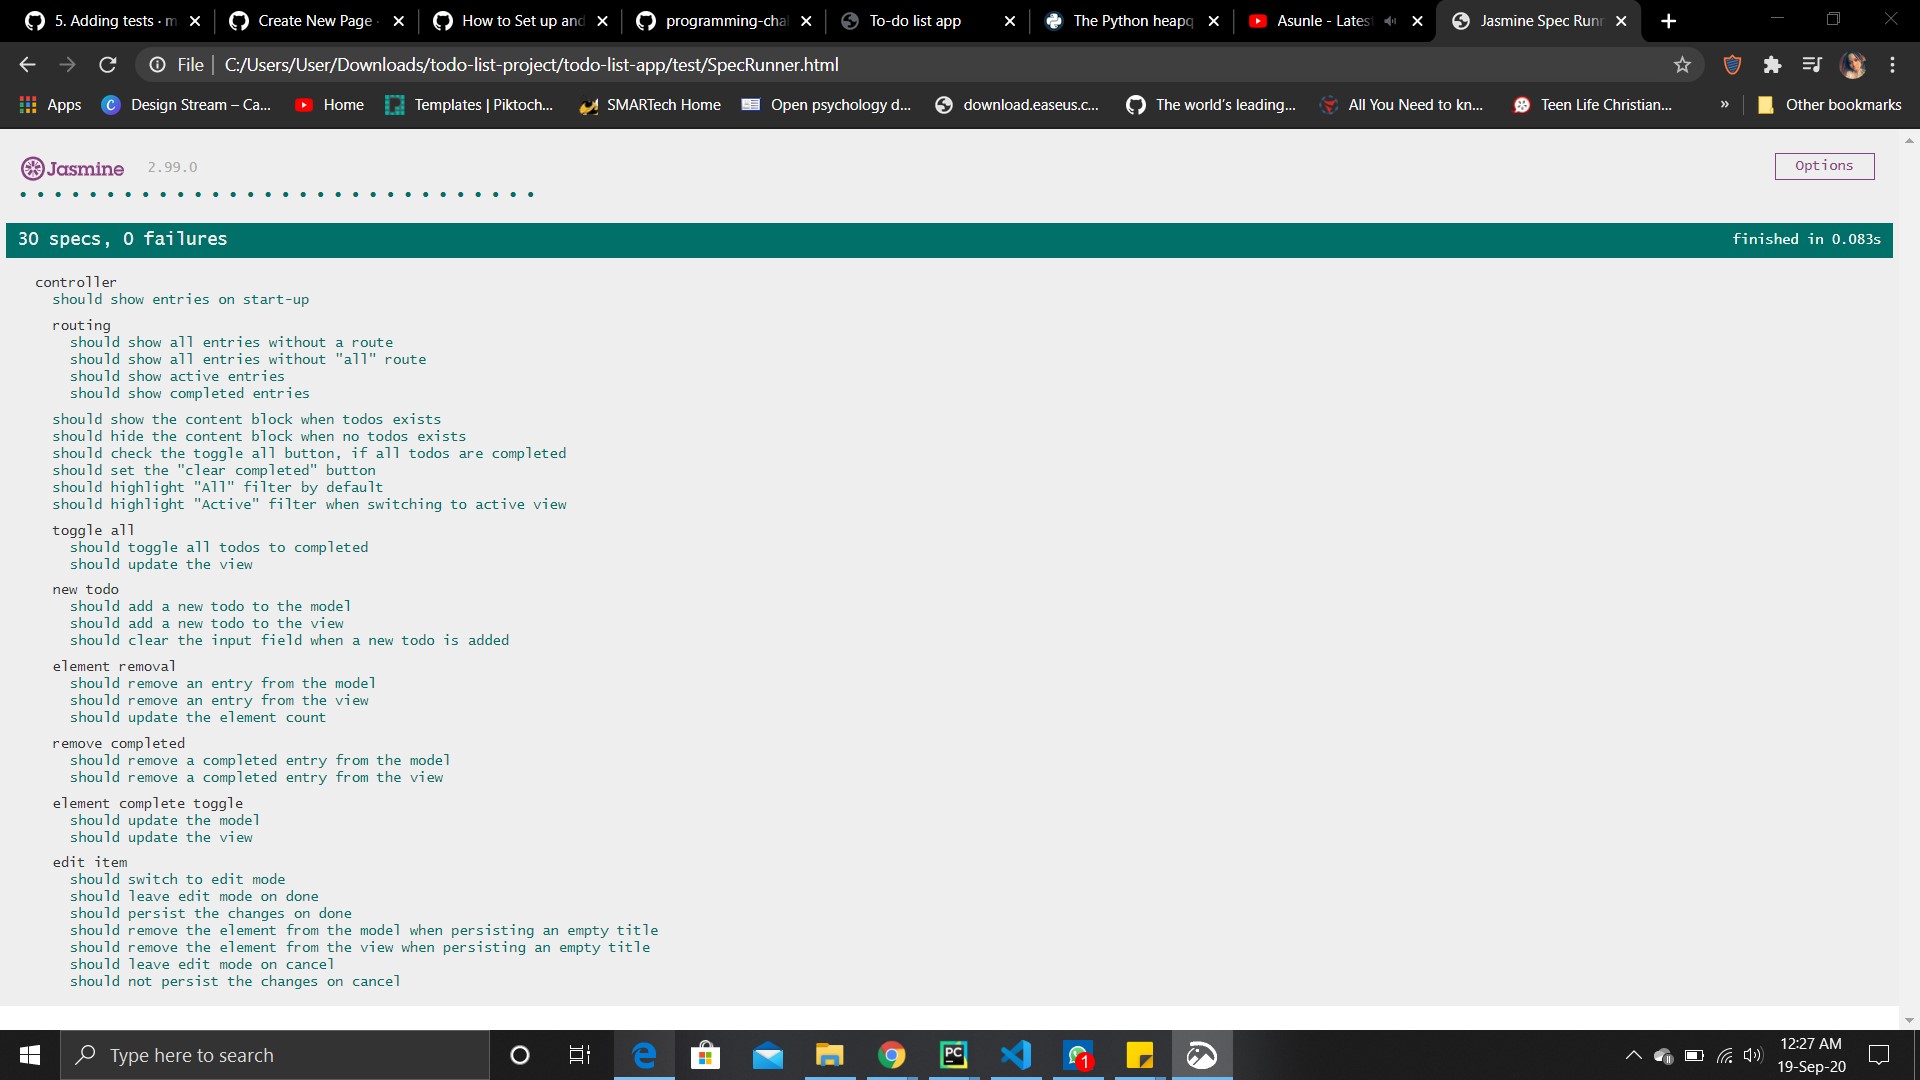 5. Adding tests · m
Create New Page ·
How to Set up and
programming-chal
To-do list app
The Python heapq
Asunle - Latest
Jasmine Spec Runn
File
C:/Users/User/Downloads/todo-list-project/todo-list-app/test/SpecRunner.html
Apps
Design Stream – Ca...
Home
Templates | Piktoch...
SMARTech Home
Open psychology d...
download.easeus.c...
The world's leading...
All You Need to kn...
Teen Life Christian...
»
Other bookmarks
Jasmine 2.99.0
Options
30 specs, 0 failures
finished in 0.083s
controller
should show entries on start-up
routing
should show all entries without a route
should show all entries without "all" route
should show active entries
should show completed entries
should show the content block when todos exists
should hide the content block when no todos exists
should check the toggle all button, if all todos are completed
should set the "clear completed" button
should highlight "All" filter by default
should highlight "Active" filter when switching to active view
toggle all
should toggle all todos to completed
should update the view
new todo
should add a new todo to the model
should add a new todo to the view
should clear the input field when a new todo is added
element removal
should remove an entry from the model
should remove an entry from the view
should update the element count
remove completed
should remove a completed entry from the model
should remove a completed entry from the view
element complete toggle
should update the model
should update the view
edit item
should switch to edit mode
should leave edit mode on done
should persist the changes on done
should remove the element from the model when persisting an empty title
should remove the element from the view when persisting an empty title
should leave edit mode on cancel
should not persist the changes on cancel
Type here to search
PC
1
12:27 AM
19-Sep-20